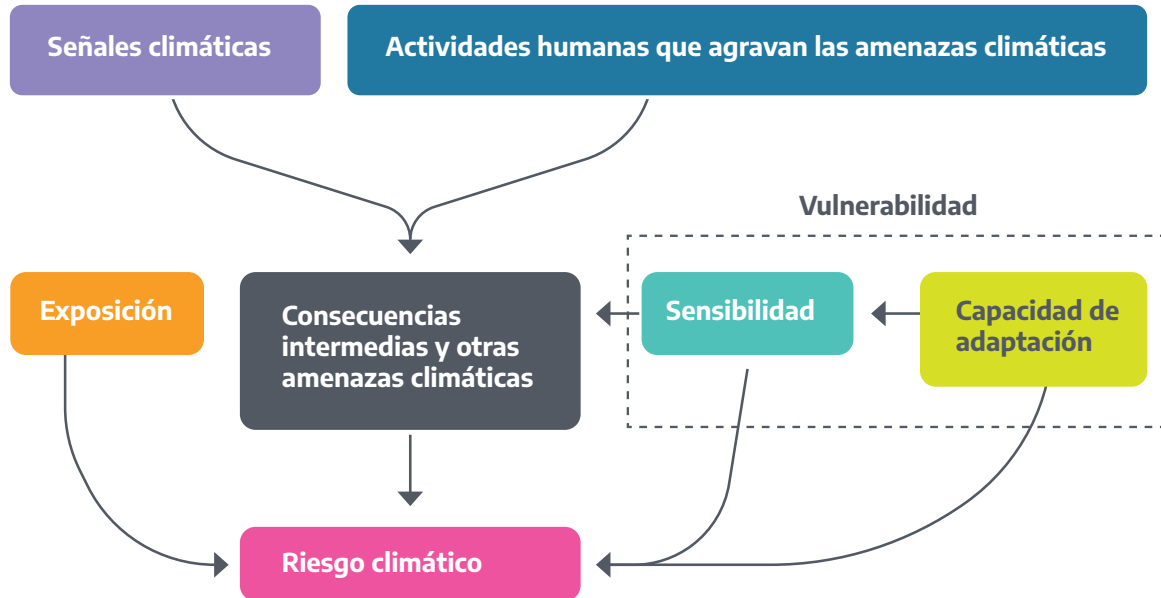 Señales climáticas
Actividades humanas que agravan las amenazas climáticas
Vulnerabilidad
Exposición
Consecuencias
intermedias y otras
amenazas climáticas
Sensibilidad
Capacidad de
adaptación
Riesgo climático